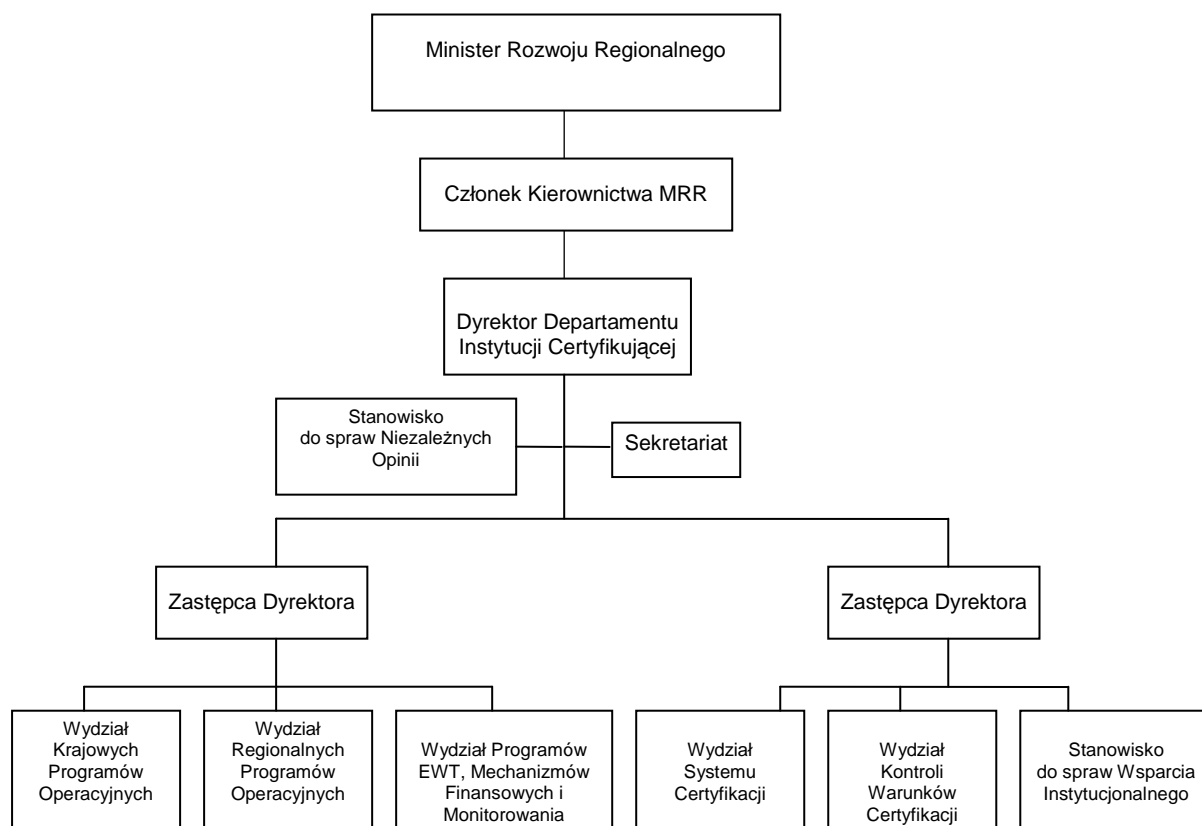 Minister Rozwoju Regionalnego
Członek Kierownictwa MRR
Dyrektor Departamentu
Instytucji Certyfikującej
Stanowisko
do spraw Niezależnych
Opinii
Sekretariat
Zastępca Dyrektora
Zastępca Dyrektora
Wydział
Krajowych
Programów
Operacyjnych
Wydział
Regionalnych
Programów
Operacyjnych
Wydział Programów
EWT, Mechanizmów
Finansowych i
Monitorowania
Wydział
Systemu
Certyfikacji
Wydział
Kontroli
Warunków
Certyfikacji
Stanowisko
do spraw Wsparcia
Instytucjonalnego